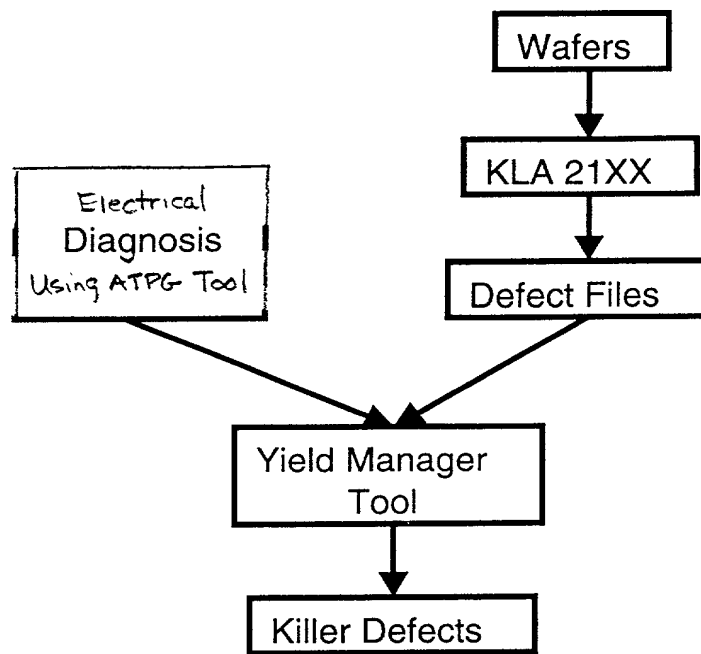 Wafers
KLA 21XX
Electrical
Diagnosis
Using ATPG Tool
Defect Files
Yield Manager
Tool
Killer Defects